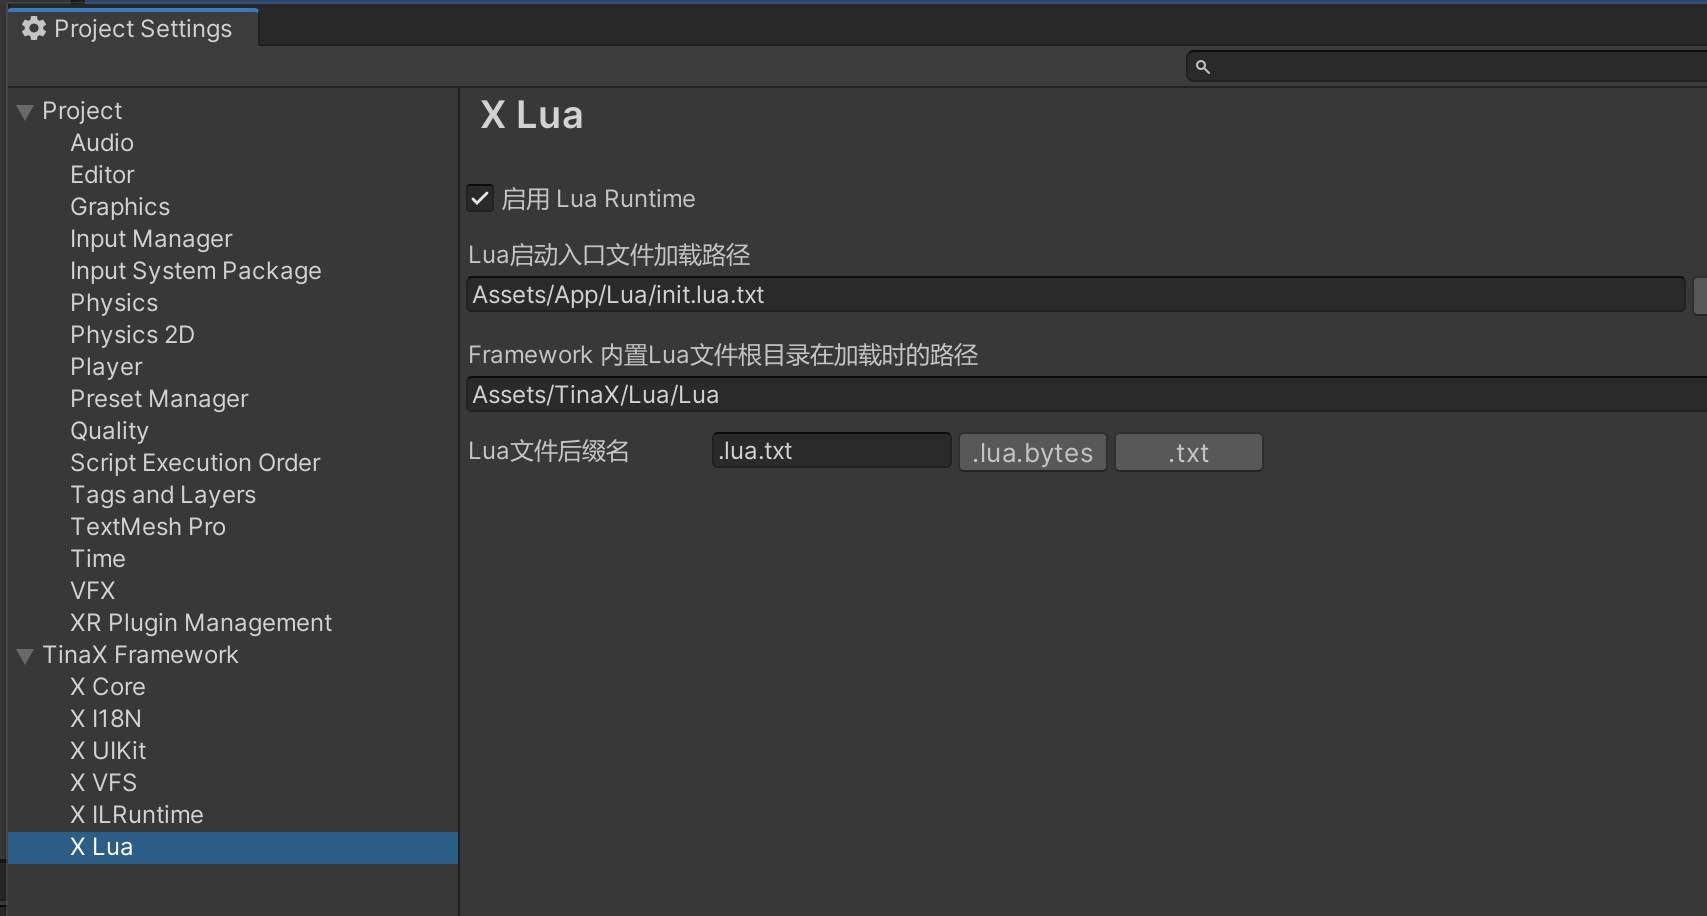 Project Settings
Project
Audio
Editor
Graphics
Input Manager
Input System Package
Physics
Physics 2D
Player
Preset Manager
Quality
Script Execution Order
Tags and Layers
TextMesh Pro
Time
VFX
XR Plugin Management
TinaX Framework
X Core
X I18N
X UIKit
X VFS
X ILRuntime
X Lua
X Lua
启用 Lua Runtime
Lua启动入口文件加载路径
Assets/App/Lua/init.lua.txt
Framework 内置Lua文件根目录在加载时的路径
Assets/TinaX/Lua/Lua
Lua文件后缀名 .lua.txt .lua.bytes .txt